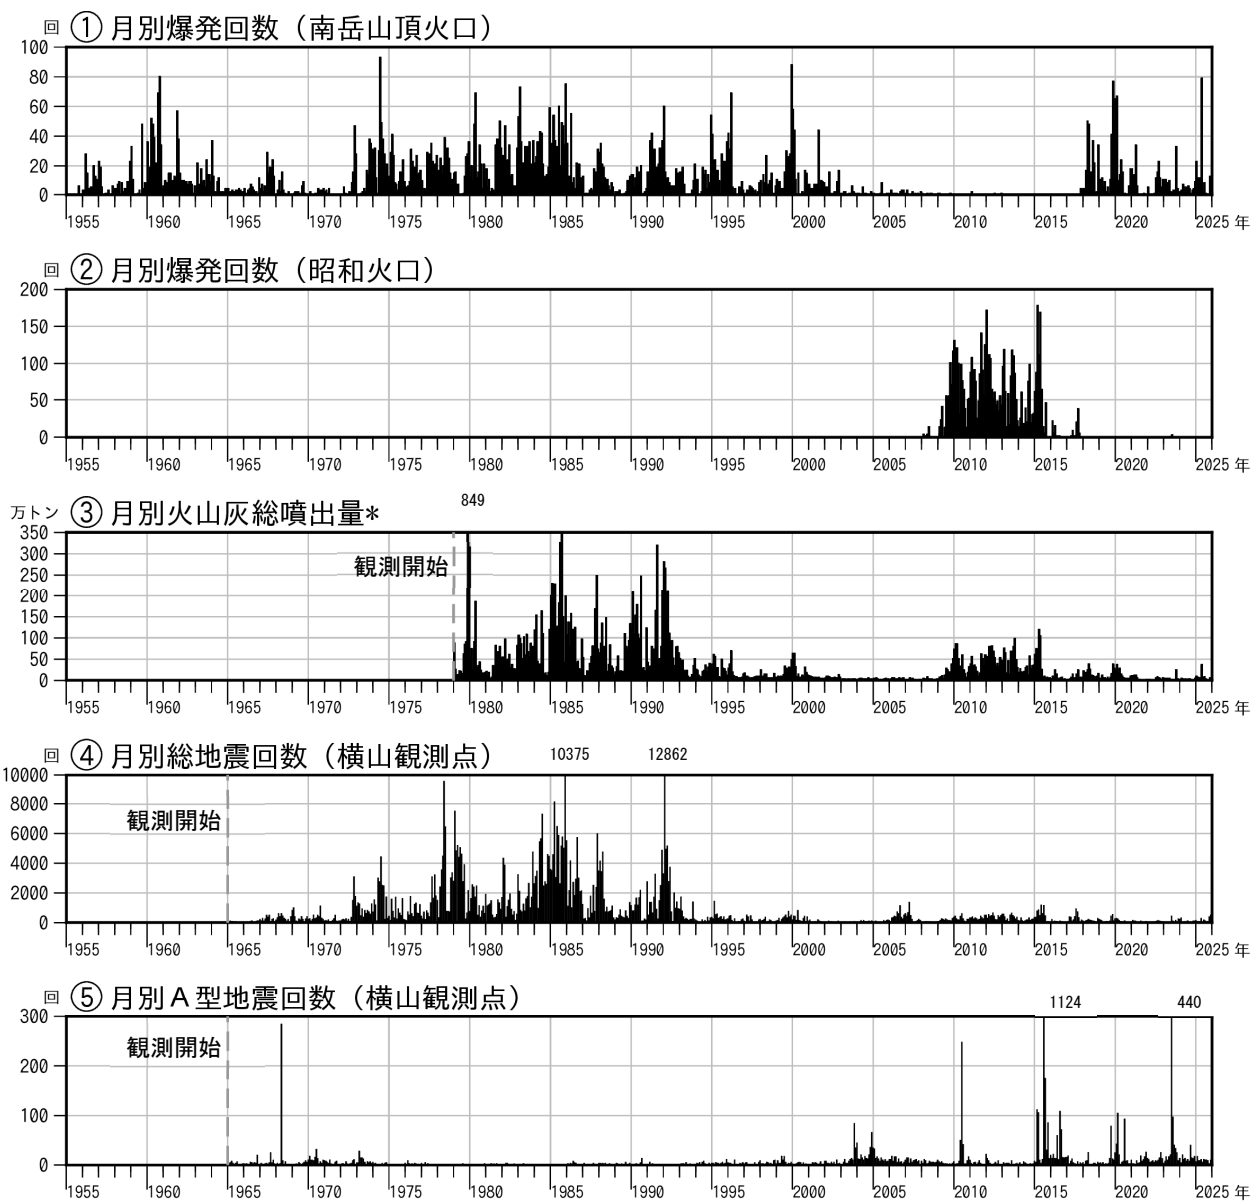 回 ①月別爆発回数（南岳山頂火口）
100
80
60
40
20
0
1955 1960 1965 1970 1975 1980 1985 1990 1995 2000 2005 2010 2015 2020 2025 年
回 ②月別爆発回数（昭和火口）
200
150
100
50
0
1955 1960 1965 1970 1975 1980 1985 1990 1995 2000 2005 2010 2015 2020 2025 年
万トン ③月別火山灰総噴出量* 849
350
300
観測開始
250
200
150
100
50
0
1955 1960 1965 1970 1975 1980 1985 1990 1995 2000 2005 2010 2015 2020 2025 年
回 ④月別総地震回数（横山観測点） 10375 12862
10000
8000
観測開始
6000
4000
2000
0
1955 1960 1965 1970 1975 1980 1985 1990 1995 2000 2005 2010 2015 2020 2025 年
回 ⑤月別Ａ型地震回数（横山観測点） 1124 440
300
観測開始
200
100
0
1955 1960 1965 1970 1975 1980 1985 1990 1995 2000 2005 2010 2015 2020 2025 年